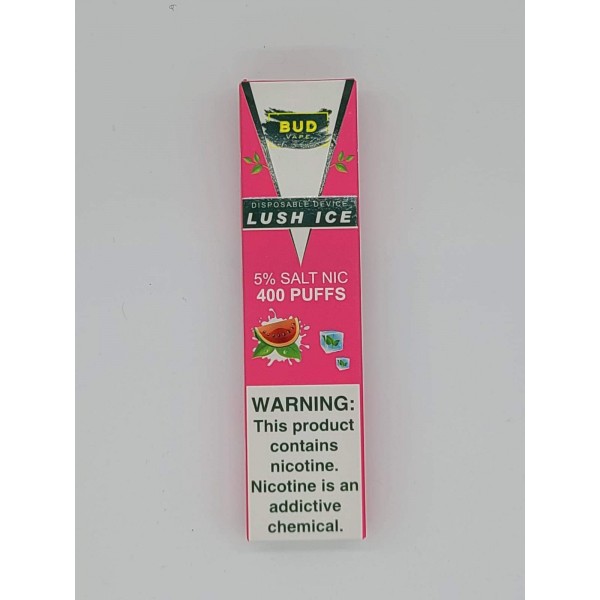 BUD
VAPE
DISPOSABLE DEVICE
LUSH ICE
5% SALT NIC
400 PUFFS
WARNING:
This product
contains
nicotine.
Nicotine is an
addictive
chemical.